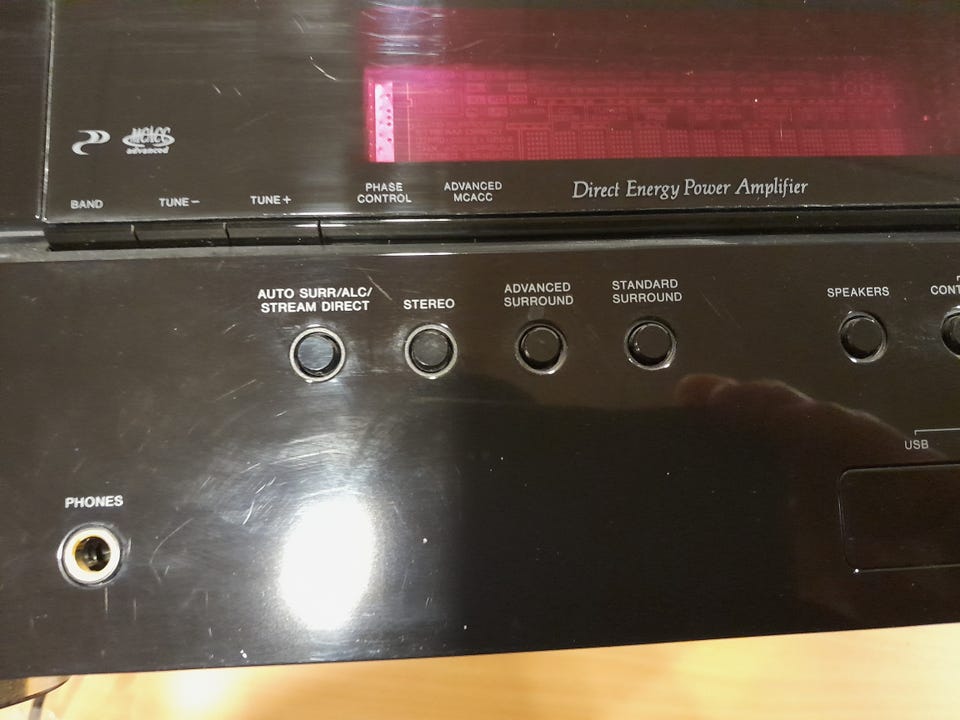 MCACC
advanced
BAND
TUNE−
TUNE+
PHASE
CONTROL
ADVANCED
MCACC
Direct Energy Power Amplifier
AUTO SURR/ALC/
STREAM DIRECT
STEREO
ADVANCED
SURROUND
STANDARD
SURROUND
SPEAKERS
CONT
USB
PHONES